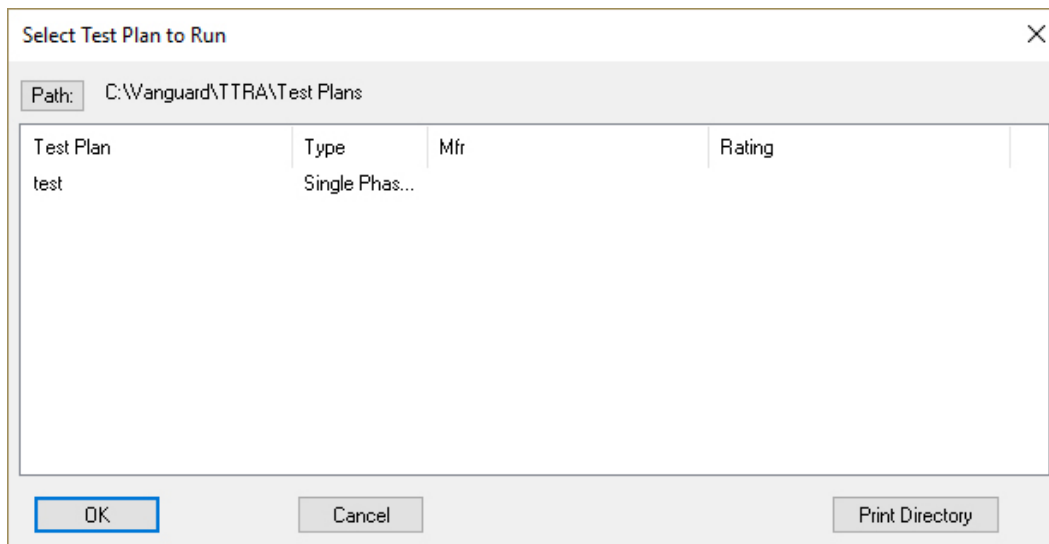 Select Test Plan to Run
Path: C:\Vanguard\TTRA\Test Plans
Test Plan Type Mfr Rating
test Single Phas...
OK Cancel Print Directory